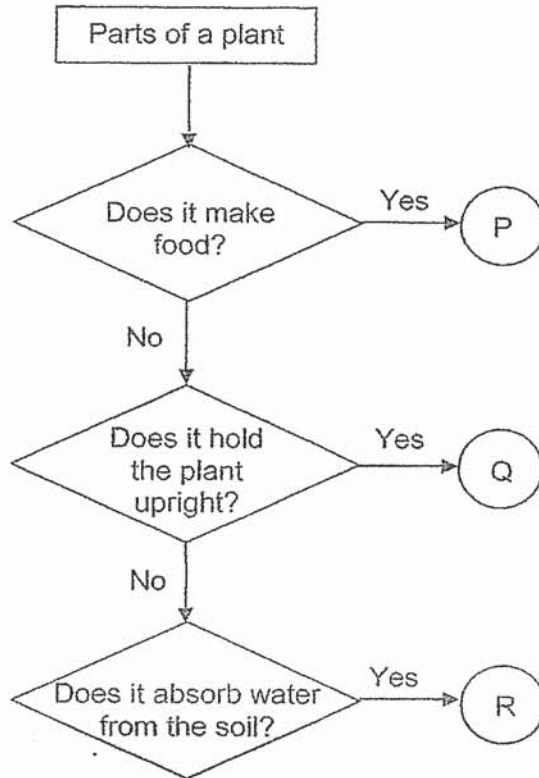 Parts of a plant
Does it make
food?
Yes
P
No
Does it hold
the plant
upright?
Yes
Q
No
Does it absorb water
from the soil?
Yes
R